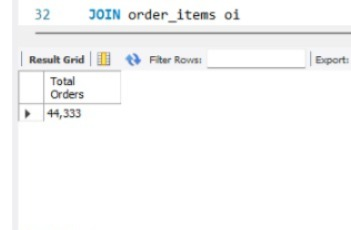 32 JOIN order_items oi
Result Grid Filter Rows: Export:
Total
Orders
44,333